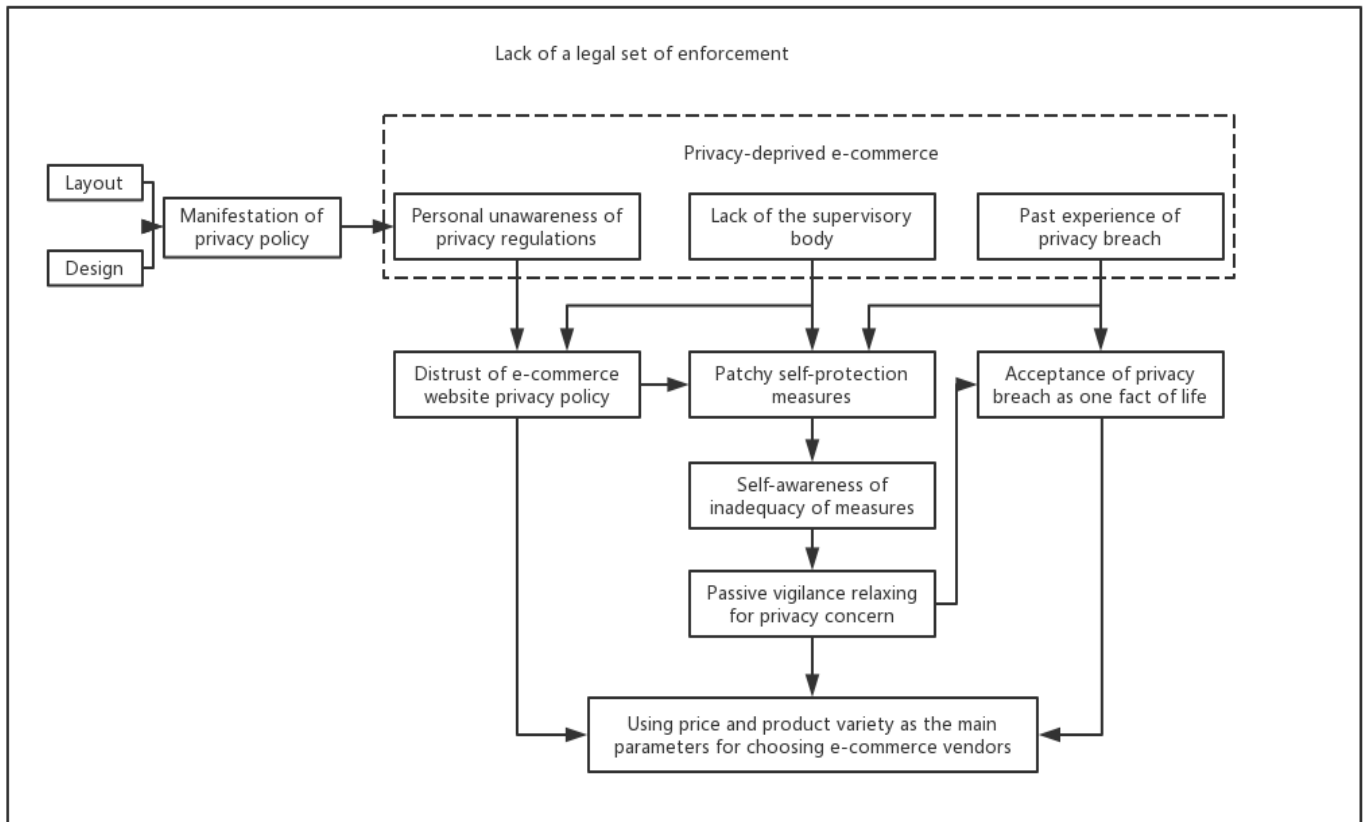 Lack of a legal set of enforcement
Privacy-deprived e-commerce
Layout
Design
Manifestation of
privacy policy
Personal unawareness of
privacy regulations
Lack of the supervisory
body
Past experience of
privacy breach
Distrust of e-commerce
website privacy policy
Patchy self-protection
measures
Acceptance of privacy
breach as one fact of life
Self-awareness of
inadequacy of measures
Passive vigilance relaxing
for privacy concern
Using price and product variety as the main
parameters for choosing e-commerce vendors